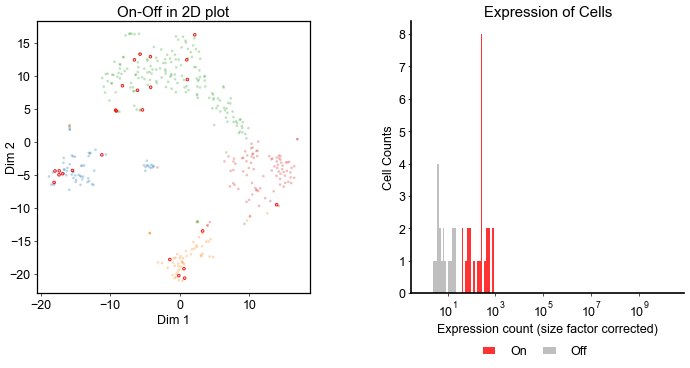 On-Off in 2D plot
15
10
5
0
−5
−10
−15
−20
Dim 2
−20 −10 0 10
Dim 1
Expression of Cells
8
7
6
5
4
3
2
1
0
Cell Counts
10^1 10^3 10^5 10^7 10^9
Expression count (size factor corrected)
On Off